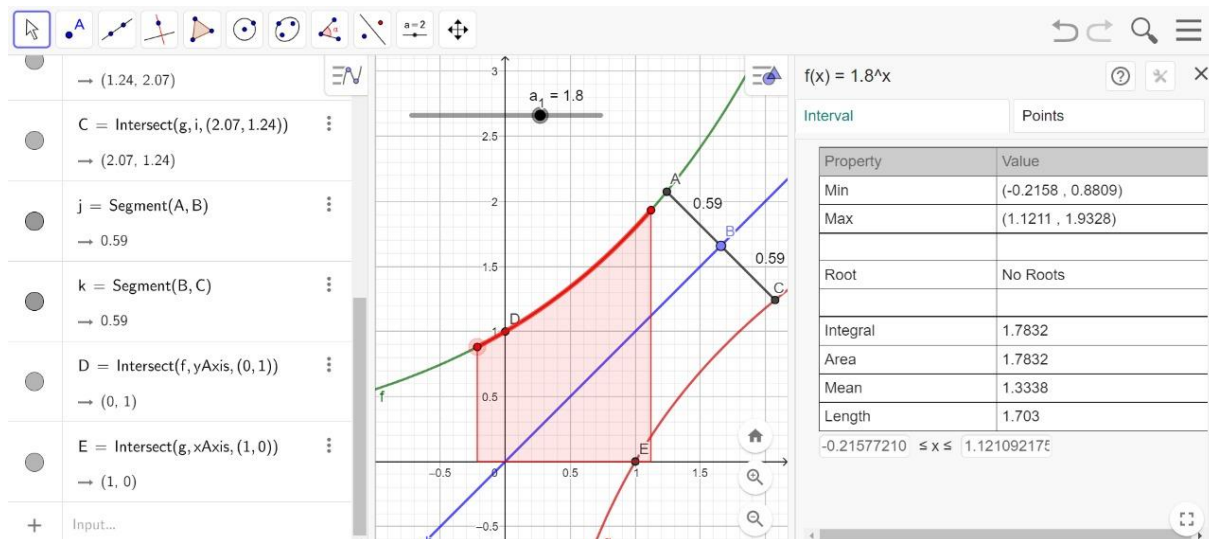 A
a=2
→ (1.24, 2.07)
C = Intersect(g,i,(2.07,1.24))
→ (2.07, 1.24)
j = Segment(A,B)
→ 0.59
k = Segment(B,C)
→ 0.59
D = Intersect(f,yAxis,(0,1))
→ (0, 1)
E = Intersect(g,xAxis,(1,0))
→ (1, 0)
+ Input...
a₁ = 1.8
3
2.5
2
1.5
1
0.5
-0.5
-0.5
0
0.5
1
1.5
A
0.59
B
0.59
C
D
E
f
f(x) = 1.8^x
Interval Points
Property Value
Min (-0.2158 , 0.8809)
Max (1.1211 , 1.9328)
Root No Roots
Integral 1.7832
Area 1.7832
Mean 1.3338
Length 1.703
-0.21577210 ≤ x ≤ 1.121092175